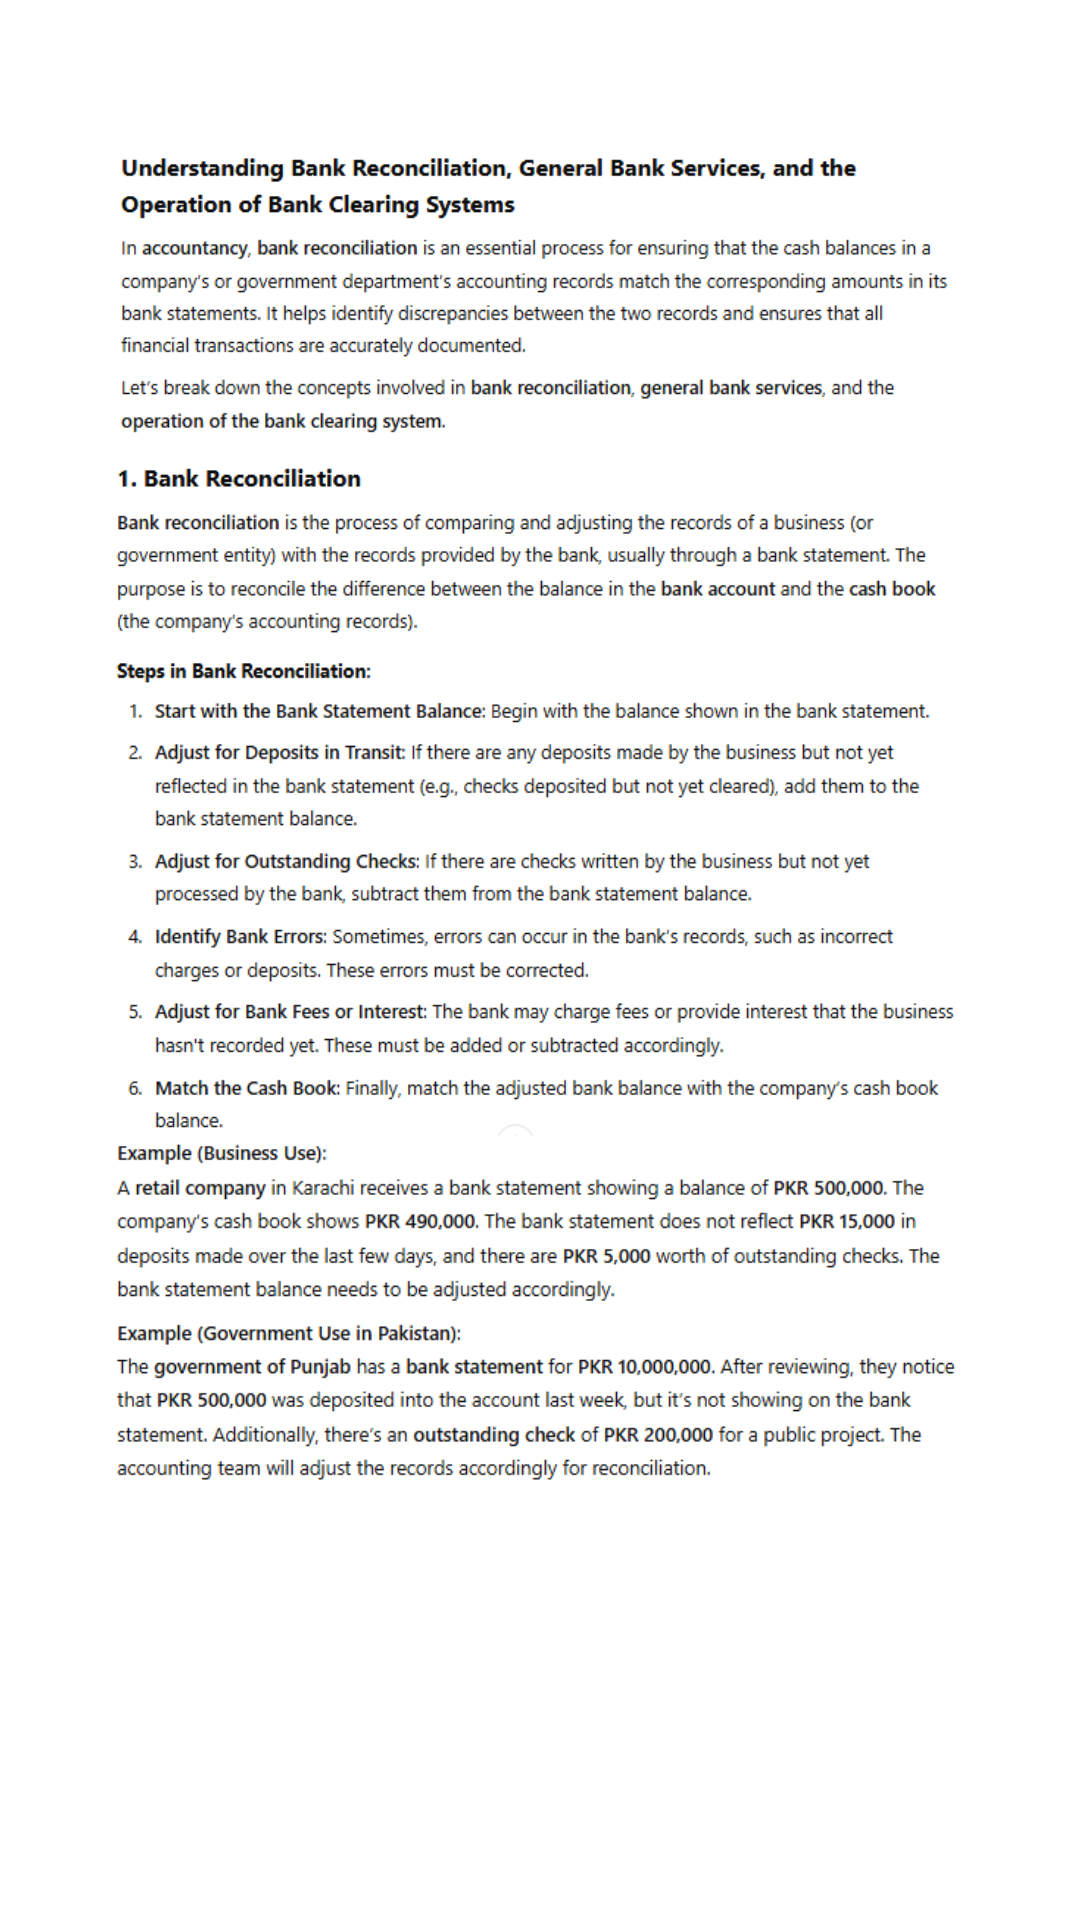 Understanding Bank Reconciliation, General Bank Services, and the
Operation of Bank Clearing Systems
In accountancy, bank reconciliation is an essential process for ensuring that the cash balances in a
company's or government department's accounting records match the corresponding amounts in its
bank statements. It helps identify discrepancies between the two records and ensures that all
financial transactions are accurately documented.
Let's break down the concepts involved in bank reconciliation, general bank services, and the
operation of the bank clearing system.
1. Bank Reconciliation
Bank reconciliation is the process of comparing and adjusting the records of a business (or
government entity) with the records provided by the bank, usually through a bank statement. The
purpose is to reconcile the difference between the balance in the bank account and the cash book
(the company's accounting records).
Steps in Bank Reconciliation:
1. Start with the Bank Statement Balance: Begin with the balance shown in the bank statement.
2. Adjust for Deposits in Transit: If there are any deposits made by the business but not yet
reflected in the bank statement (e.g., checks deposited but not yet cleared), add them to the
bank statement balance.
3. Adjust for Outstanding Checks: If there are checks written by the business but not yet
processed by the bank, subtract them from the bank statement balance.
4. Identify Bank Errors: Sometimes, errors can occur in the bank's records, such as incorrect
charges or deposits. These errors must be corrected.
5. Adjust for Bank Fees or Interest: The bank may charge fees or provide interest that the business
hasn't recorded yet. These must be added or subtracted accordingly.
6. Match the Cash Book: Finally, match the adjusted bank balance with the company's cash book
balance.
Example (Business Use):
A retail company in Karachi receives a bank statement showing a balance of PKR 500,000. The
company's cash book shows PKR 490,000. The bank statement does not reflect PKR 15,000 in
deposits made over the last few days, and there are PKR 5,000 worth of outstanding checks. The
bank statement balance needs to be adjusted accordingly.
Example (Government Use in Pakistan):
The government of Punjab has a bank statement for PKR 10,000,000. After reviewing, they notice
that PKR 500,000 was deposited into the account last week, but it's not showing on the bank
statement. Additionally, there's an outstanding check of PKR 200,000 for a public project. The
accounting team will adjust the records accordingly for reconciliation.